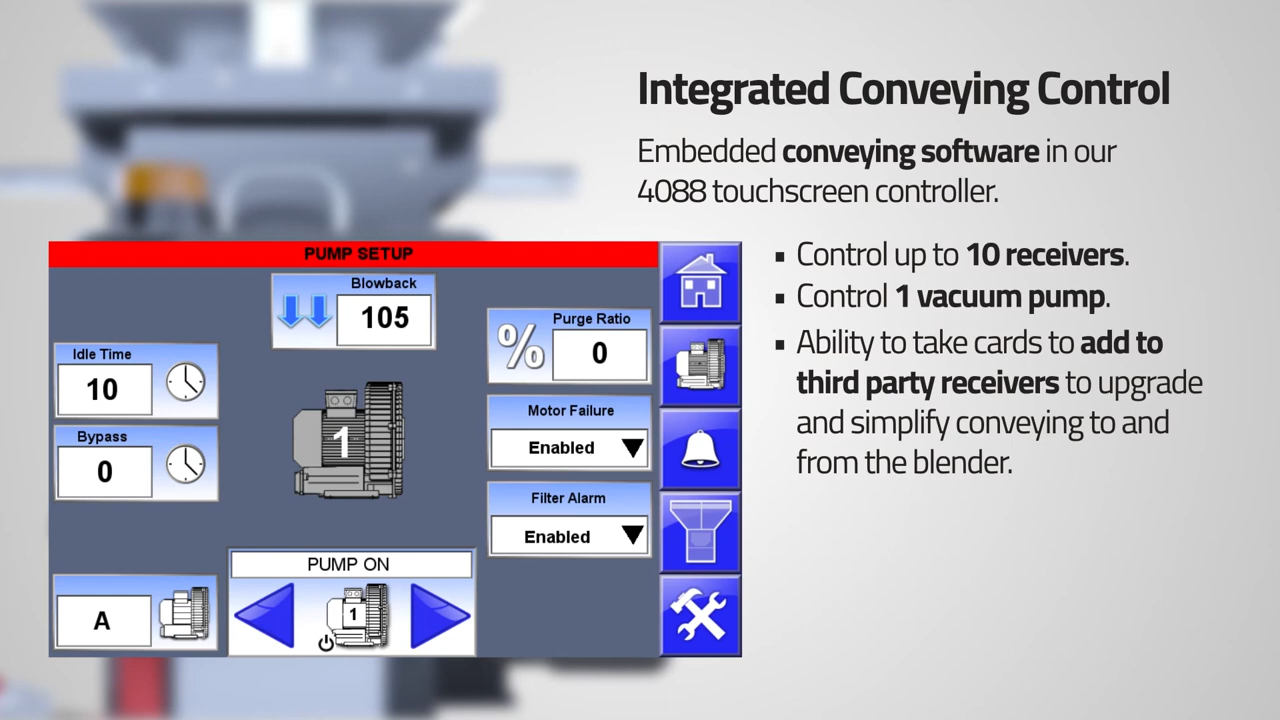 Integrated Conveying Control
Embedded conveying software in our
4088 touchscreen controller.
▪ Control up to 10 receivers.
▪ Control 1 vacuum pump.
▪ Ability to take cards to add to
third party receivers to upgrade
and simplify conveying to and
from the blender.
PUMP SETUP
Blowback
105
Idle Time
10
Bypass
0
A
1
PUMP ON
1
%
Purge Ratio
0
Motor Failure
Enabled
Filter Alarm
Enabled